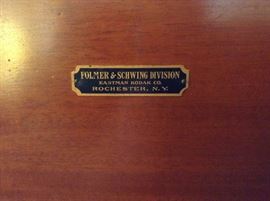 FOLMER & SCHWING DIVISION
EASTMAN KODAK CO.
ROCHESTER, N.Y.